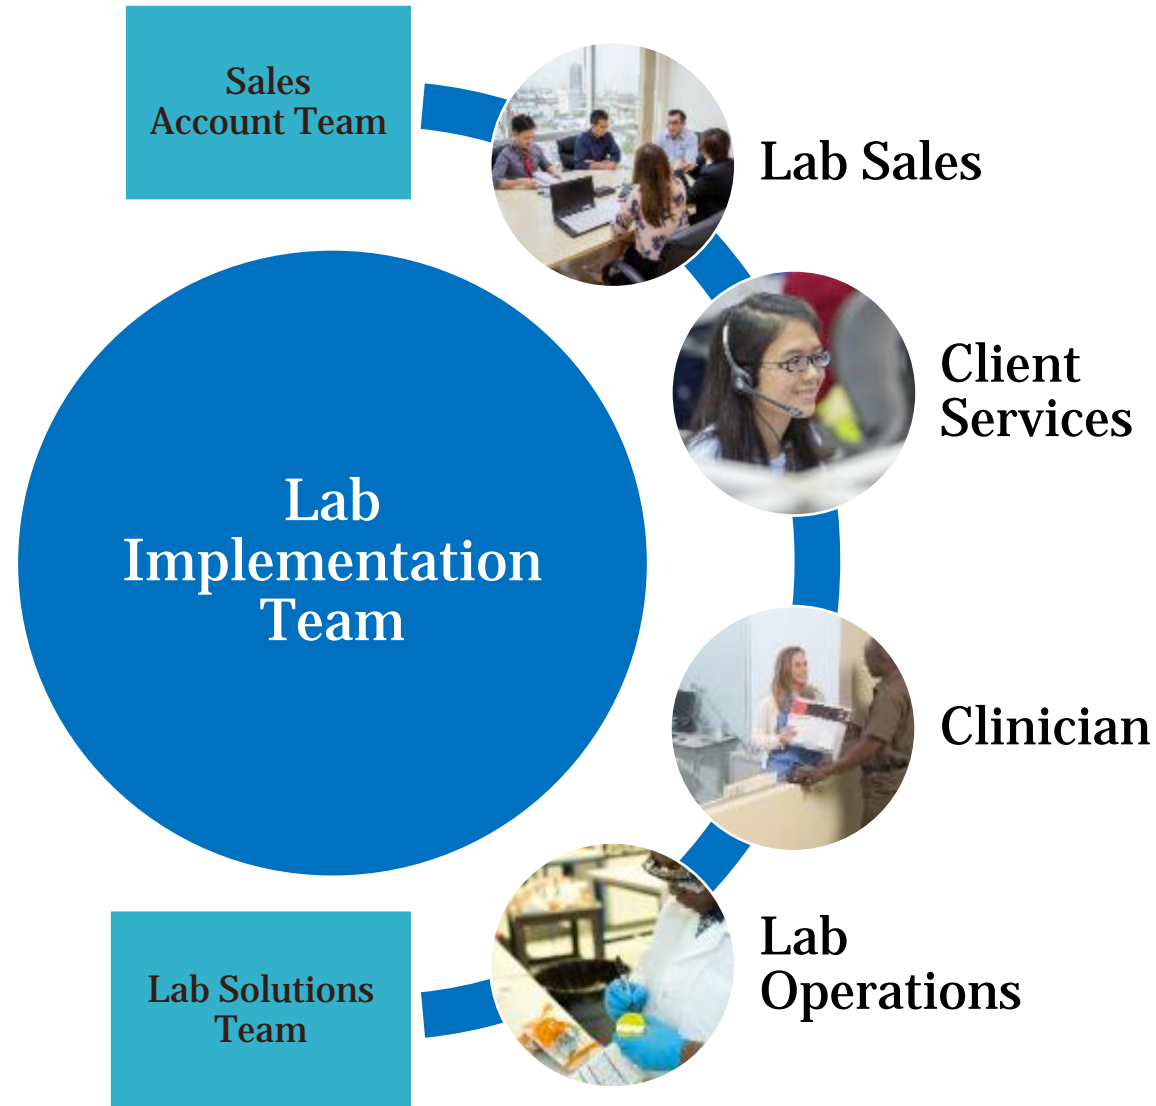 Sales
Account Team
Lab Sales
Client
Services
Lab
Implementation
Team
Clinician
Lab
Operations
Lab Solutions
Team